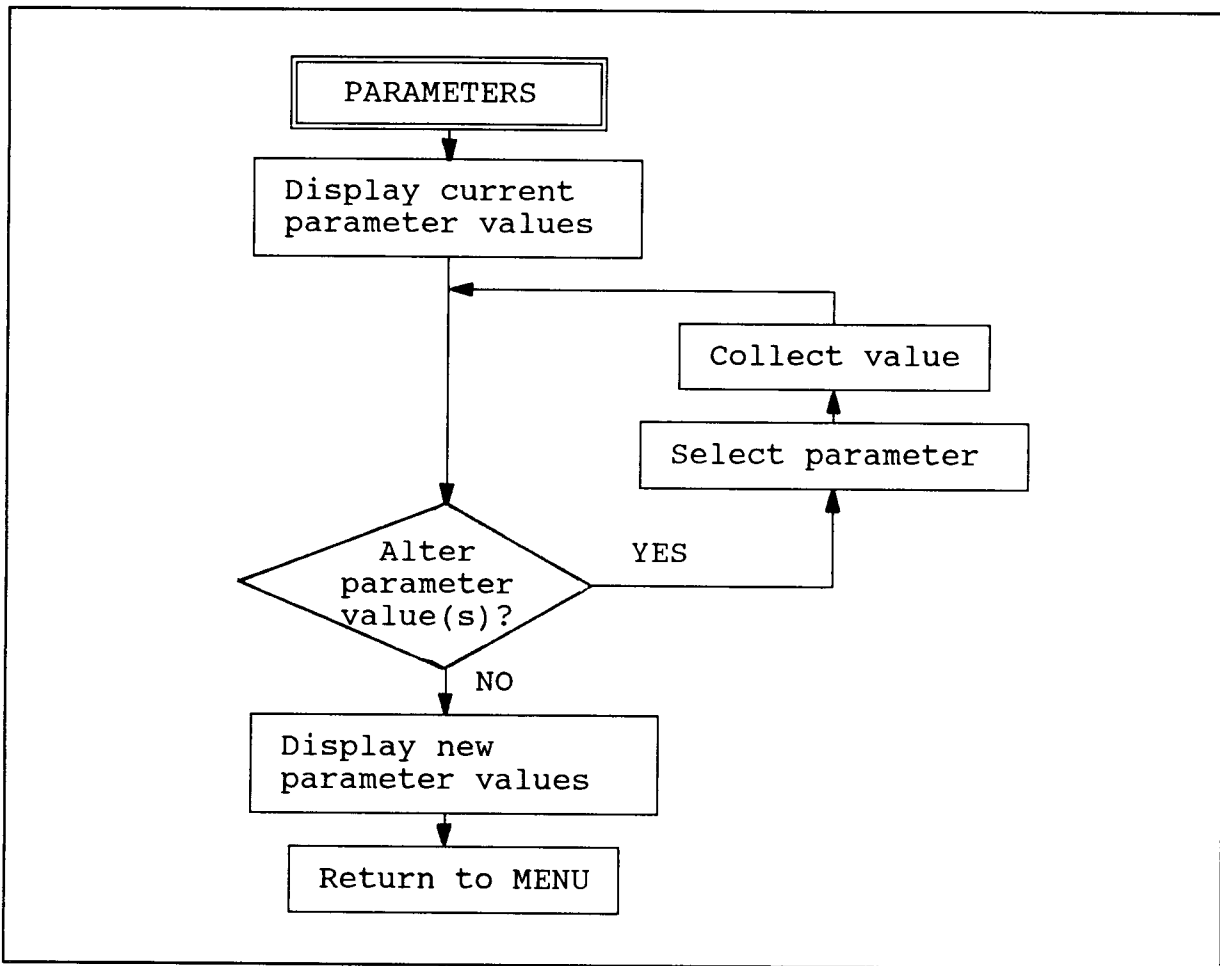 PARAMETERS
Display current
parameter values
Collect value
Select parameter
Alter
parameter
value(s)?
YES
NO
Display new
parameter values
Return to MENU